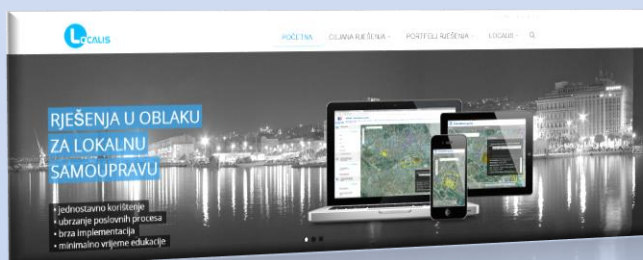 LOCALIS
POČETNA CILJANA RJEŠENJA PORTFELJ RJEŠENJA LOCALIS
RJEŠENJA U OBLAKU
ZA LOKALNU
SAMOUPRAVU
• jednostavno korištenje
• ubrzanje poslovnih procesa
• brza implementacija
• minimalno vrijeme edukacije